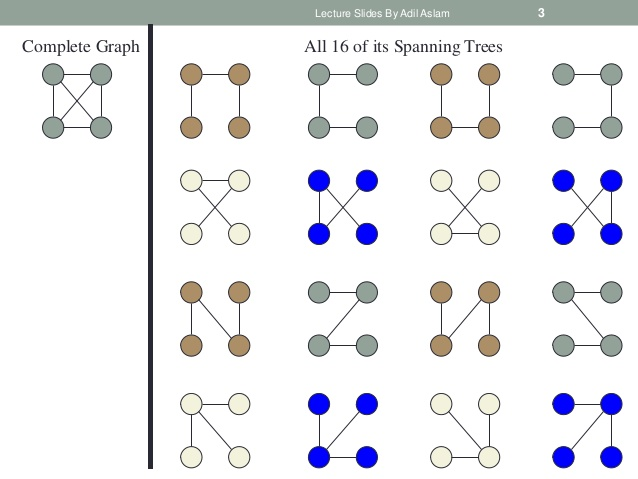 Lecture Slides By Adil Aslam 3
Complete Graph
All 16 of its Spanning Trees